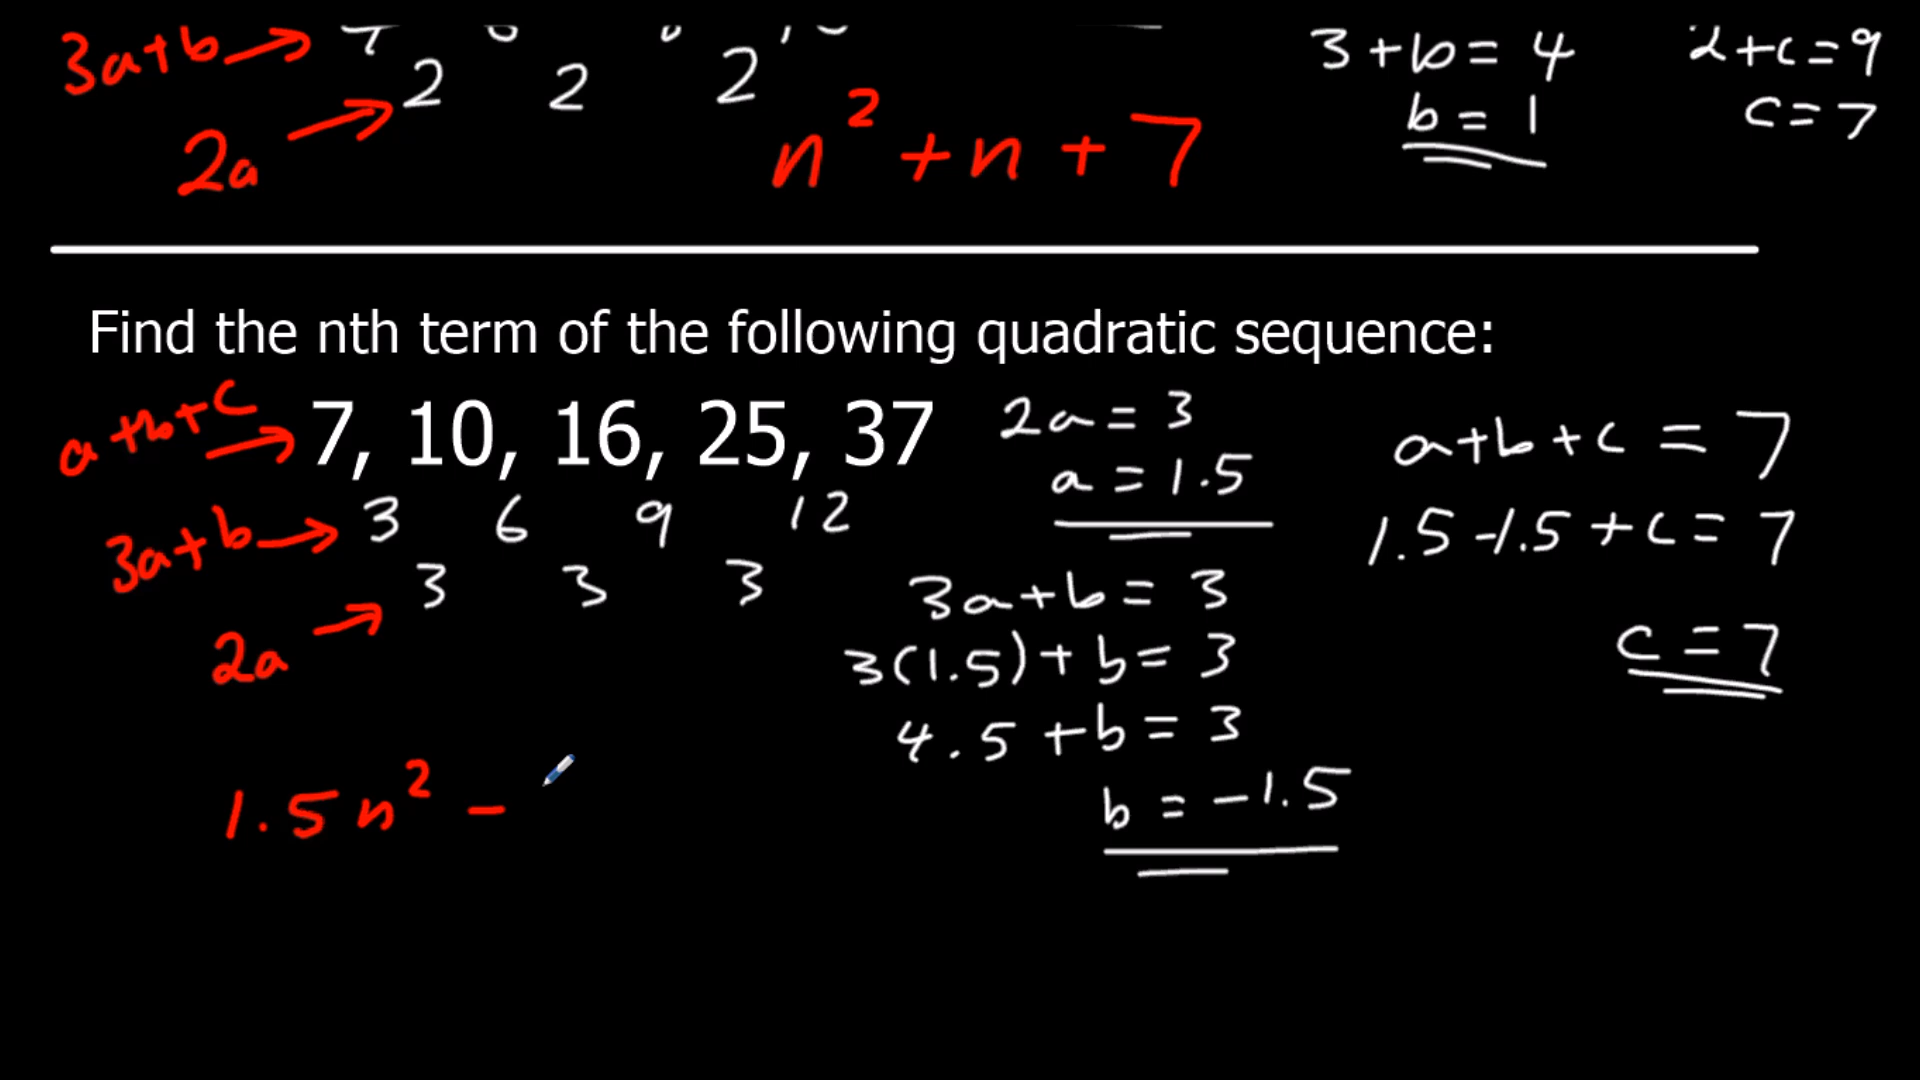 3a+b→
2 2 2
2a→
n² + n + 7
3 + b = 4
b = 1
2 + c = 9
c = 7
Find the nth term of the following quadratic sequence:
a+b+c→ 7, 10, 16, 25, 37
3a+b→ 3 6 9 12
3 3 3
2a→
1.5n² –
2a = 3
a = 1.5
3a+b = 3
3(1.5) + b = 3
4.5 + b = 3
b = -1.5
a+b+c = 7
1.5 -1.5 + c = 7
c = 7